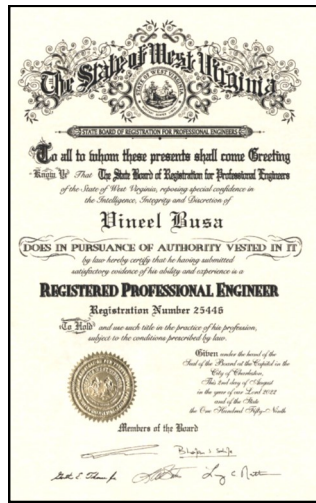 The State of West Virginia
STATE OF WEST VIRGINIA
STATE BOARD OF REGISTRATION FOR PROFESSIONAL ENGINEERS
To all to whom these presents shall come Greeting
Know Ye That The State Board of Registration for Professional Engineers
of the State of West Virginia, reposing special confidence in
the Intelligence, Integrity and Discretion of
Vineel Busa
DOES IN PURSUANCE OF AUTHORITY VESTED IN IT
by law hereby certify that he having submitted
satisfactory evidence of his ability and experience is a
REGISTERED PROFESSIONAL ENGINEER
Registration Number 25446
To Hold and use such title in the practice of his profession,
subject to the conditions prescribed by law.
Given under the hand of the
Seal of the Board at the Capitol in the
City of Charleston,
This 2nd day of August
in the year of our Lord 2022
and of the State
the One Hundred Fifty-Ninth
Members of the Board